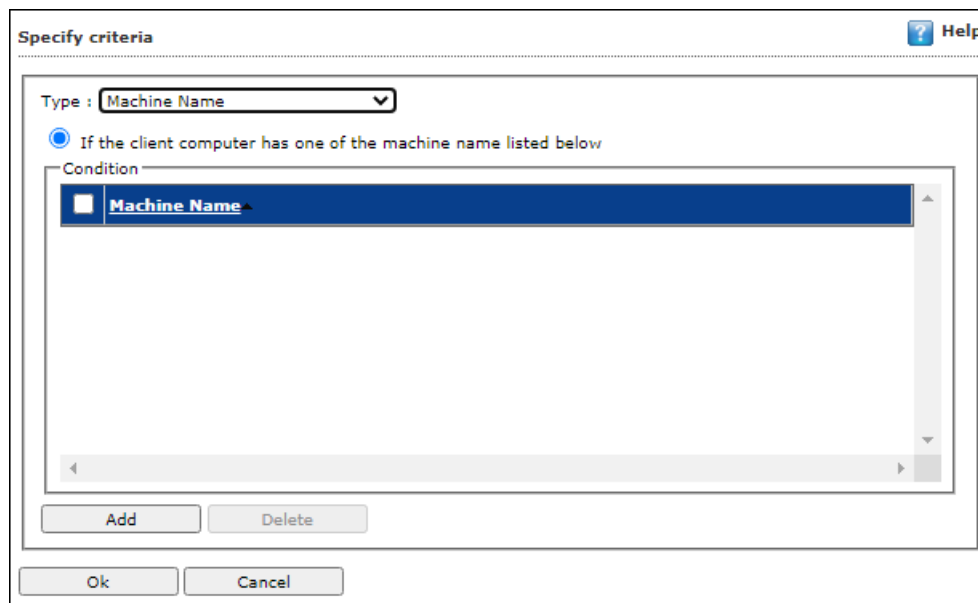 Specify criteria
? Help
Type : Machine Name
If the client computer has one of the machine name listed below
Condition
Machine Name
Add Delete
Ok Cancel